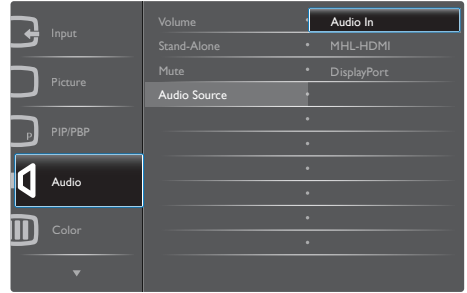 Input
Picture
PIP/PBP
P
Audio
Color
Volume
Stand-Alone
Mute
Audio Source
Audio In
MHL-HDMI
DisplayPort